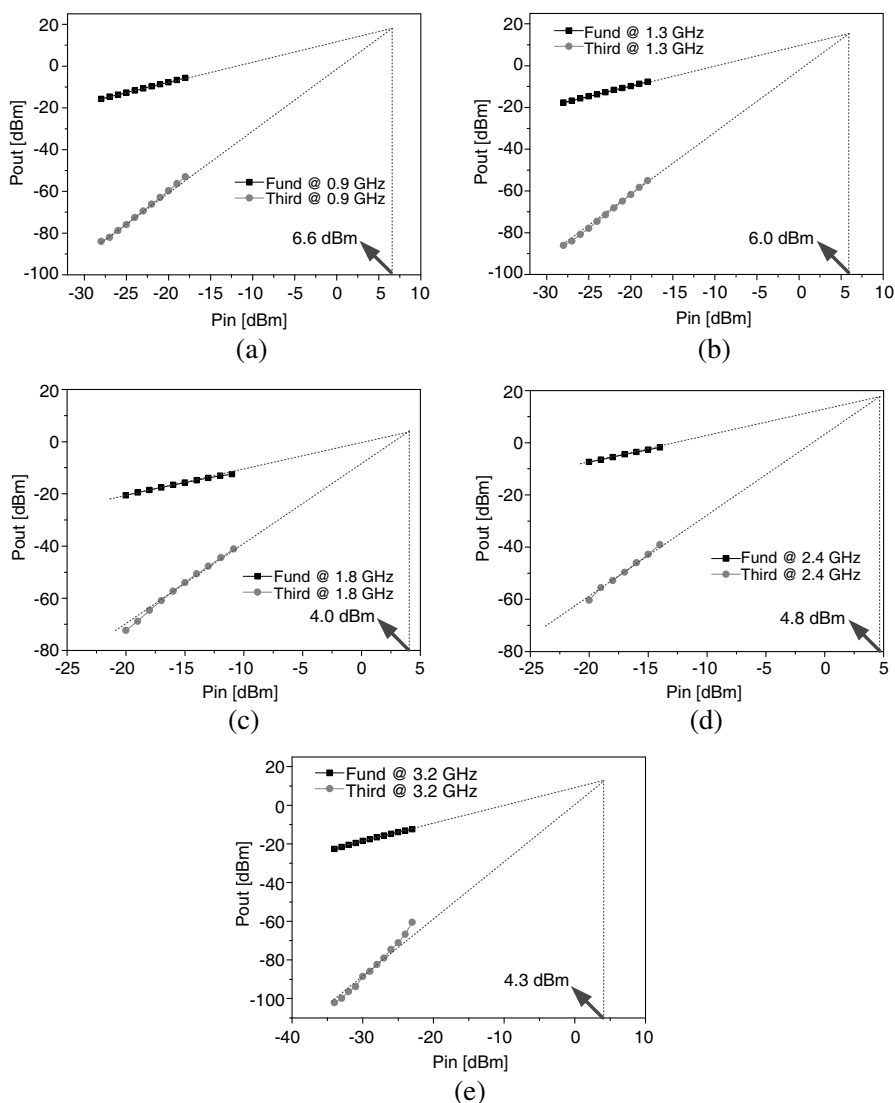 20
0
-20
-40
-60
-80
-100
Pout [dBm]
Fund @ 0.9 GHz
Third @ 0.9 GHz
6.6 dBm
-30 -25 -20 -15 -10 -5 0 5 10
Pin [dBm]
(a)
20
0
-20
-40
-60
-80
-100
Pout [dBm]
Fund @ 1.3 GHz
Third @ 1.3 GHz
6.0 dBm
-30 -25 -20 -15 -10 -5 0 5 10
Pin [dBm]
(b)
20
0
-20
-40
-60
-80
Pout [dBm]
Fund @ 1.8 GHz
Third @ 1.8 GHz
4.0 dBm
-25 -20 -15 -10 -5 0 5
Pin [dBm]
(c)
20
0
-20
-40
-60
-80
Pout [dBm]
Fund @ 2.4 GHz
Third @ 2.4 GHz
4.8 dBm
-25 -20 -15 -10 -5 0 5
Pin [dBm]
(d)
20
0
-20
-40
-60
-80
-100
Pout [dBm]
Fund @ 3.2 GHz
Third @ 3.2 GHz
4.3 dBm
-40 -30 -20 -10 0 10
Pin [dBm]
(e)